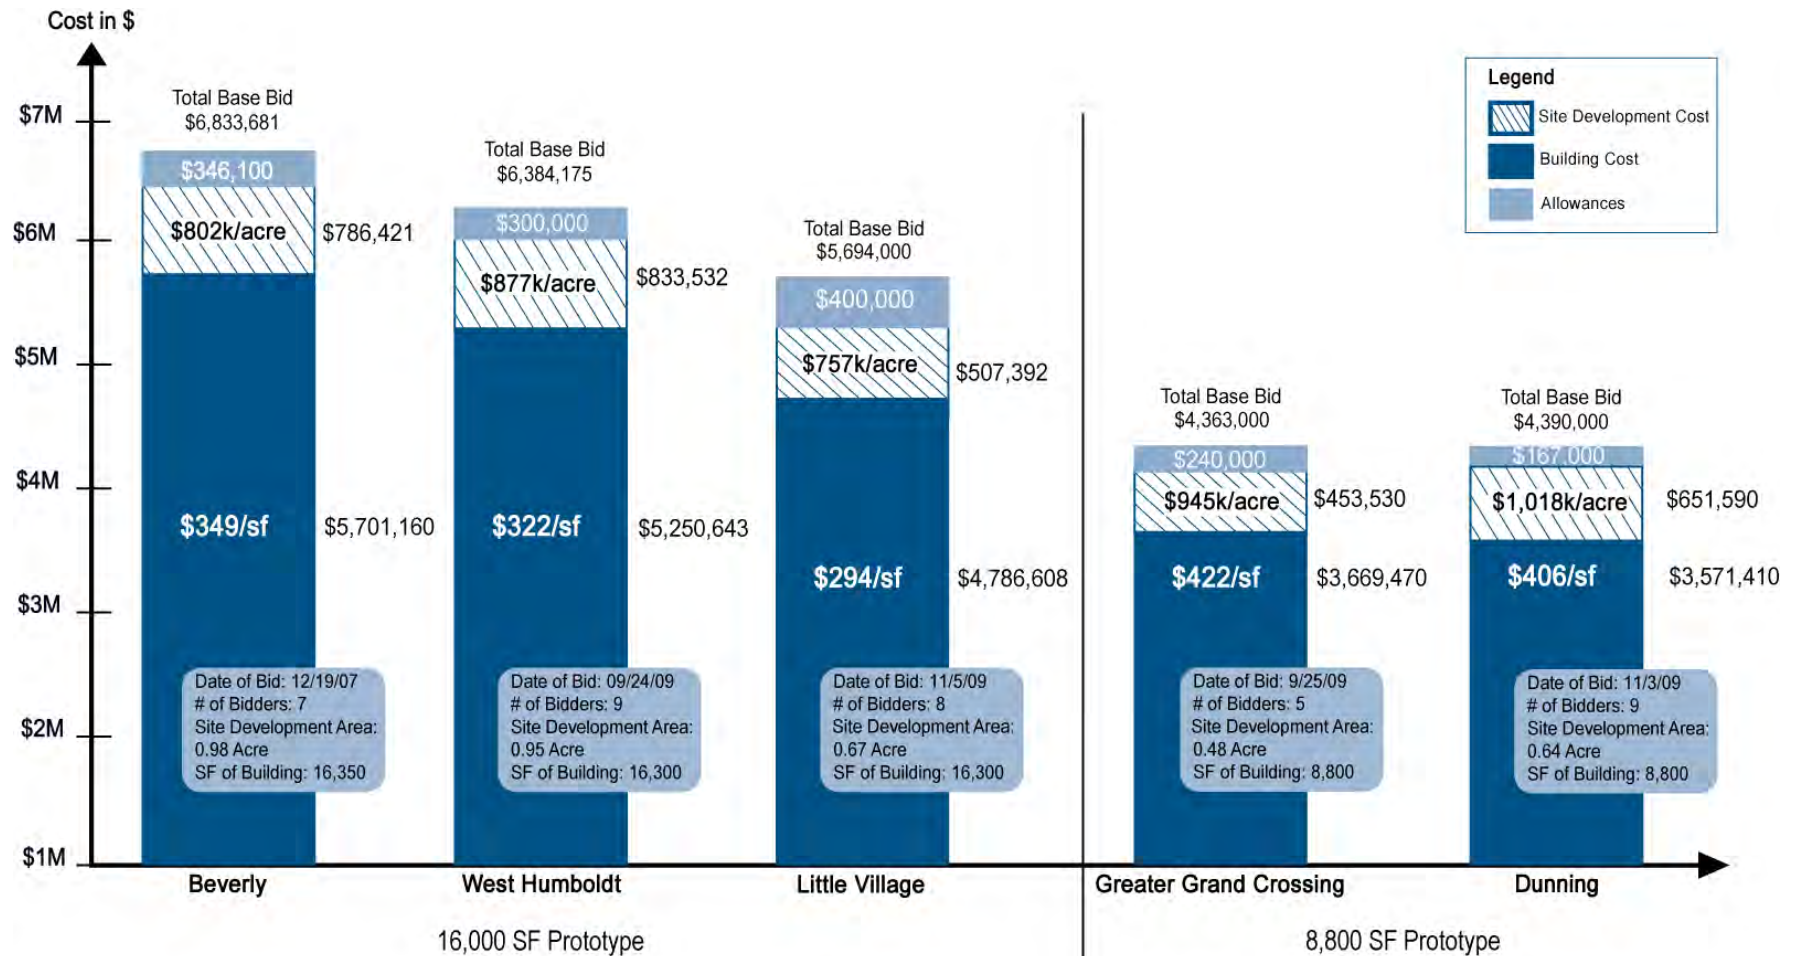 Cost in $
$7M
$6M
$5M
$4M
$3M
$2M
$1M
Total Base Bid
$6,833,681
$346,100
$802k/acre
$786,421
$349/sf
$5,701,160
Date of Bid: 12/19/07
# of Bidders: 7
Site Development Area:
0.98 Acre
SF of Building: 16,350
Beverly
Total Base Bid
$6,384,175
$300,000
$877k/acre
$833,532
$322/sf
$5,250,643
Date of Bid: 09/24/09
# of Bidders: 9
Site Development Area:
0.95 Acre
SF of Building: 16,300
West Humboldt
Total Base Bid
$5,694,000
$400,000
$757k/acre
$507,392
$294/sf
$4,786,608
Date of Bid: 11/5/09
# of Bidders: 8
Site Development Area:
0.67 Acre
SF of Building: 16,300
Little Village
16,000 SF Prototype
Total Base Bid
$4,363,000
$240,000
$945k/acre
$453,530
$422/sf
$3,669,470
Date of Bid: 9/25/09
# of Bidders: 5
Site Development Area:
0.48 Acre
SF of Building: 8,800
Greater Grand Crossing
Total Base Bid
$4,390,000
$167,000
$1,018k/acre
$651,590
$406/sf
$3,571,410
Date of Bid: 11/3/09
# of Bidders: 9
Site Development Area:
0.64 Acre
SF of Building: 8,800
Dunning
8,800 SF Prototype
Legend
Site Development Cost
Building Cost
Allowances